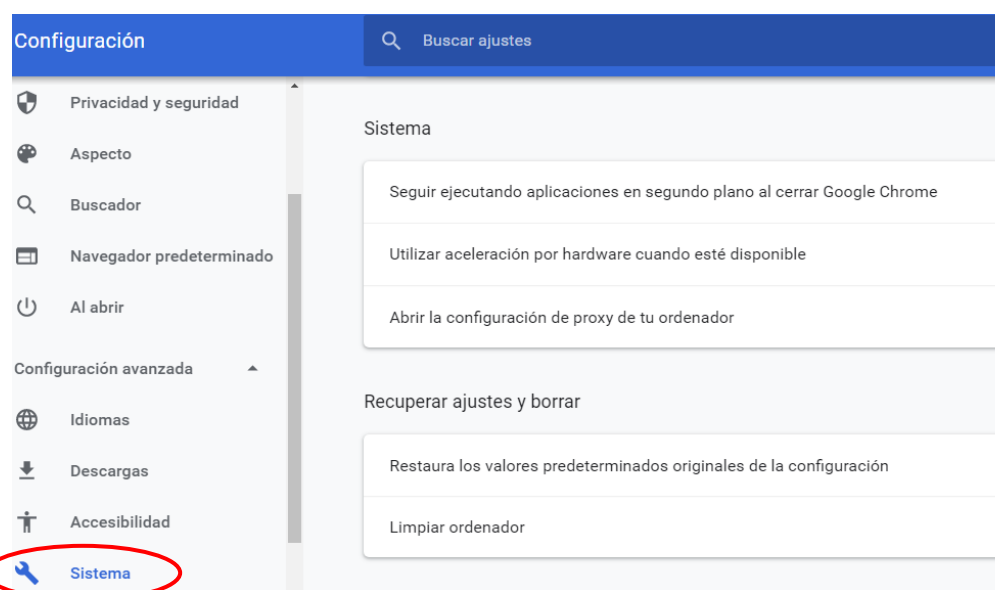 Configuración
Buscar ajustes
Privacidad y seguridad
Aspecto
Buscador
Navegador predeterminado
Al abrir
Configuración avanzada
Idiomas
Descargas
Accesibilidad
Sistema
Sistema
Seguir ejecutando aplicaciones en segundo plano al cerrar Google Chrome
Utilizar aceleración por hardware cuando esté disponible
Abrir la configuración de proxy de tu ordenador
Recuperar ajustes y borrar
Restaura los valores predeterminados originales de la configuración
Limpiar ordenador